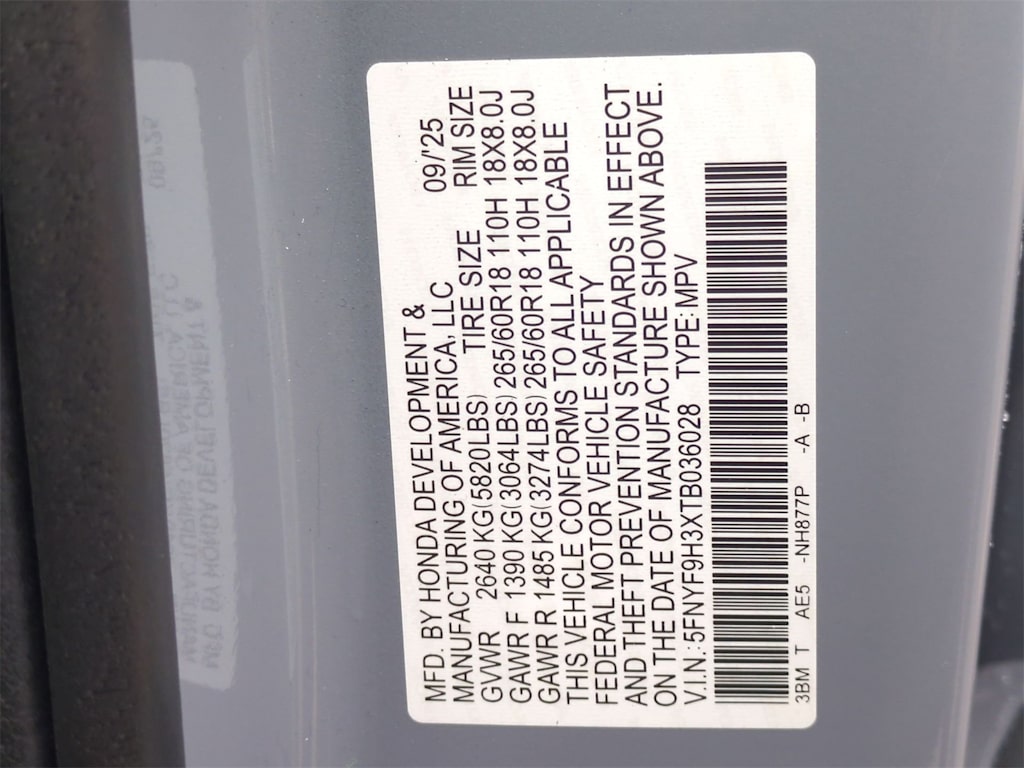 MFD. BY HONDA DEVELOPMENT &
MANUFACTURING OF AMERICA, LLC 09/'25
GVWR 2640 KG(5820LBS) TIRE SIZE RIM SIZE
GAWR F 1390 KG(3064LBS) 265/60R18 110H 18X8.0J
GAWR R 1485 KG(3274LBS) 265/60R18 110H 18X8.0J
THIS VEHICLE CONFORMS TO ALL APPLICABLE
FEDERAL MOTOR VEHICLE SAFETY
AND THEFT PREVENTION STANDARDS IN EFFECT
ON THE DATE OF MANUFACTURE SHOWN ABOVE.
V.I.N.:5FNYF9H3XTB036028 TYPE:MPV
3BM T AE5 -NH877P -A -B